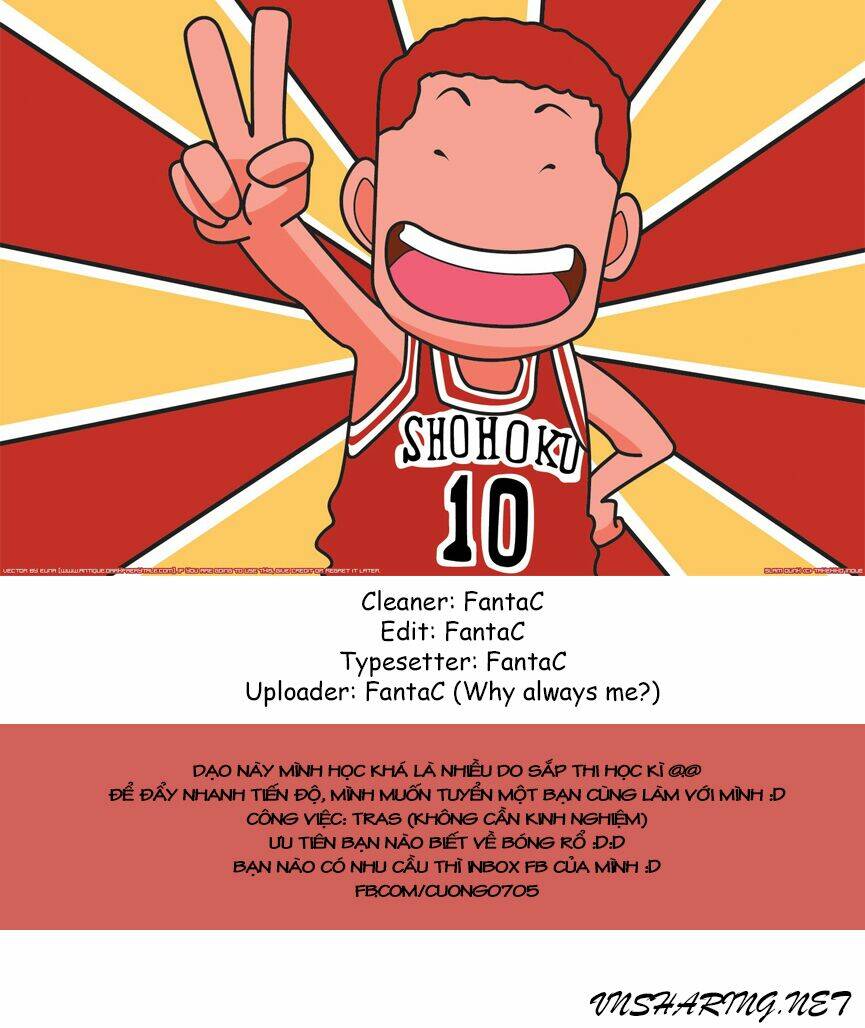 SHOHOKU
10
VECTOR BY EUNA [WWW.ANTIQUE.DARKFAERYTALE.COM]. IF YOU ARE GOING TO USE THIS, GIVE CREDIT OR REGRET IT LATER.
SLAM DUNK (C) TAKEHIKO INOUE
Cleaner: FantaC
Edit: FantaC
Typesetter: FantaC
Uploader: FantaC (Why always me?)
DẠO NÀY MÌNH HỌC KHÁ LÀ NHIỀU DO SẮP THI HỌC KÌ @.@
ĐỂ ĐẨY NHANH TIẾN ĐỘ, MÌNH MUỐN TUYỂN MỘT BẠN CÙNG LÀM VỚI MÌNH :D
CÔNG VIỆC: TRAS (KHÔNG CẦN KINH NGHIỆM)
ƯU TIÊN BẠN NÀO BIẾT VỀ BÓNG RỔ :D:D
BẠN NÀO CÓ NHU CẦU THÌ INBOX FB CỦA MÌNH :D
FB.COM/CUONG0705
VNSHARING.NET